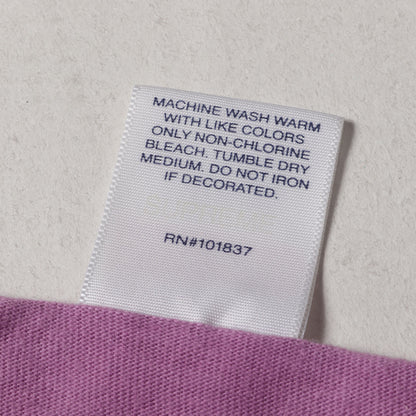 MACHINE WASH WARM
WITH LIKE COLORS
ONLY NON-CHLORINE
BLEACH. TUMBLE DRY
MEDIUM. DO NOT IRON
IF DECORATED.
RN#101837